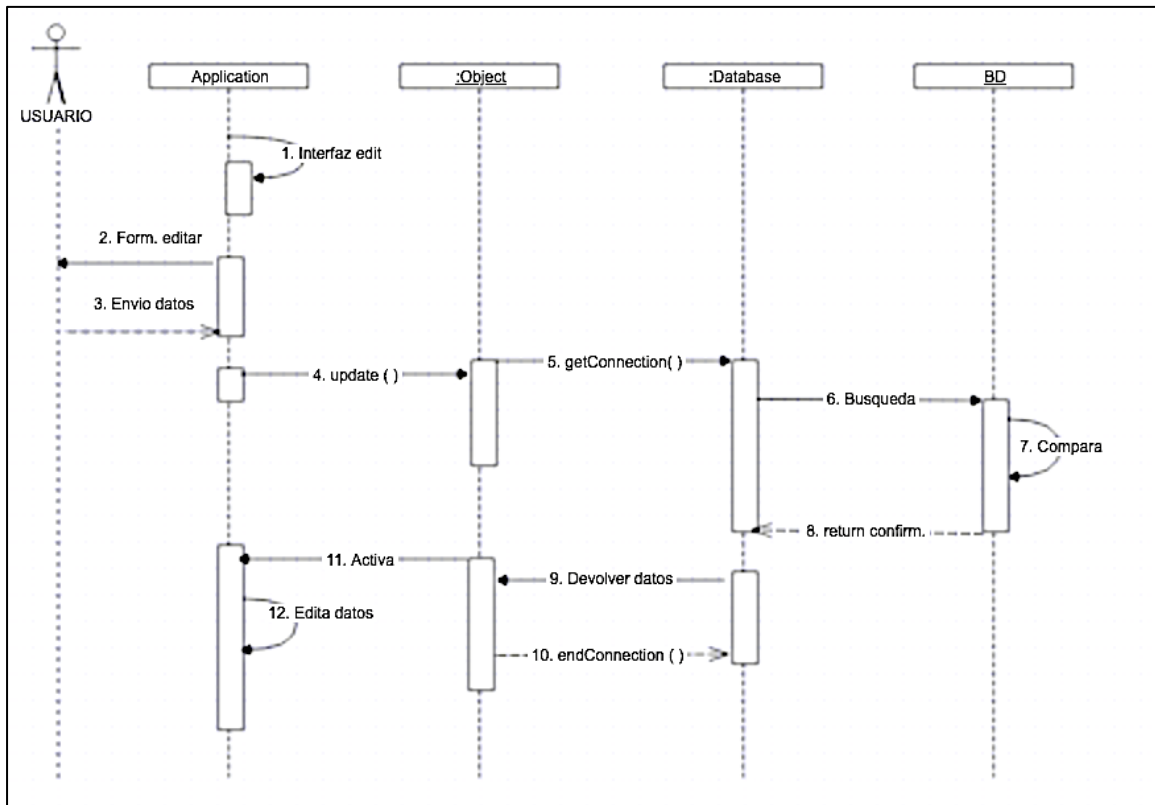 USUARIO
Application
:Object
:Database
BD
1. Interfaz edit
2. Form. editar
3. Envio datos
4. update ( )
5. getConnection( )
6. Busqueda
7. Compara
8. return confirm.
11. Activa
9. Devolver datos
12. Edita datos
10. endConnection ( )